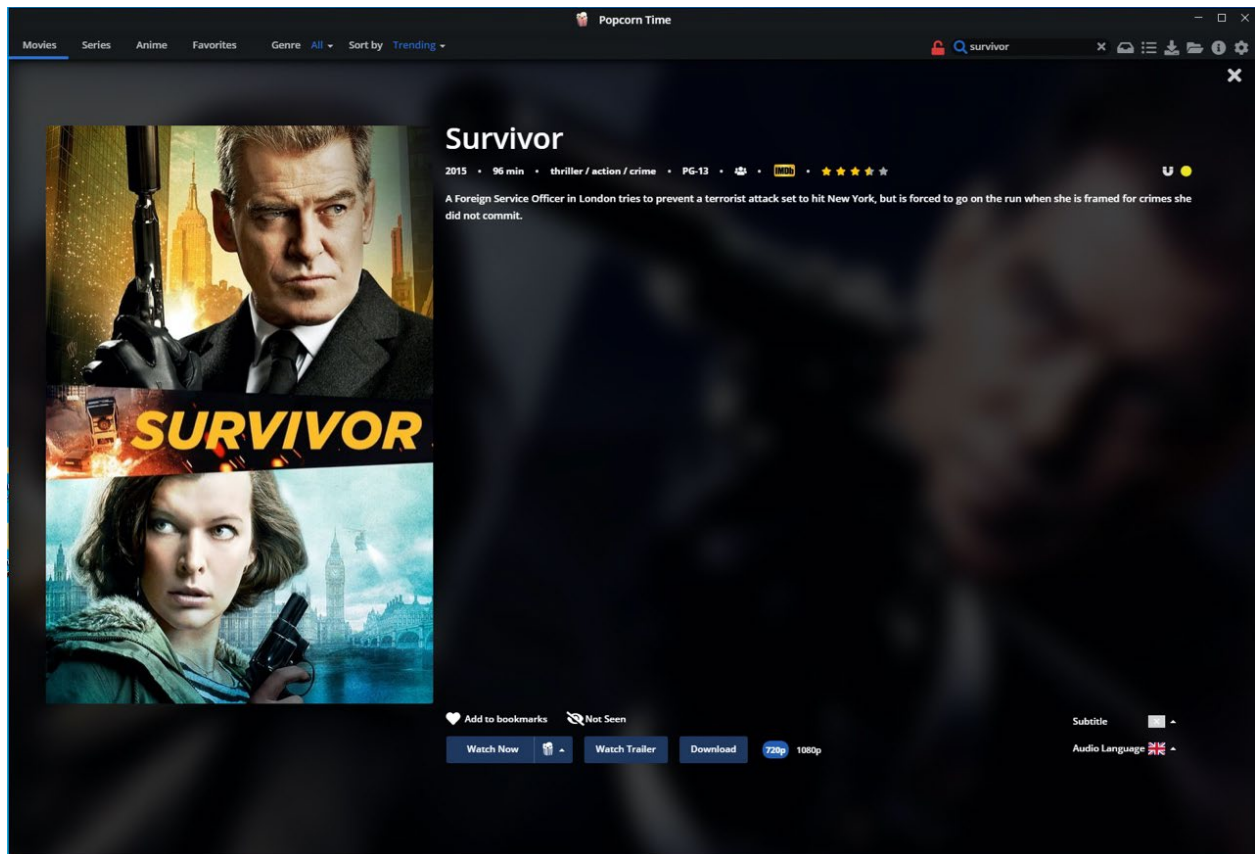 Popcorn Time
Movies Series Anime Favorites Genre All Sort by Trending survivor
Survivor
2015 • 96 min • thriller / action / crime • PG-13 • IMDb •
A Foreign Service Officer in London tries to prevent a terrorist attack set to hit New York, but is forced to go on the run when she is framed for crimes she
did not commit.
SURVIVOR
Add to bookmarks Not Seen Subtitle
Watch Now Watch Trailer Download 720p 1080p Audio Language